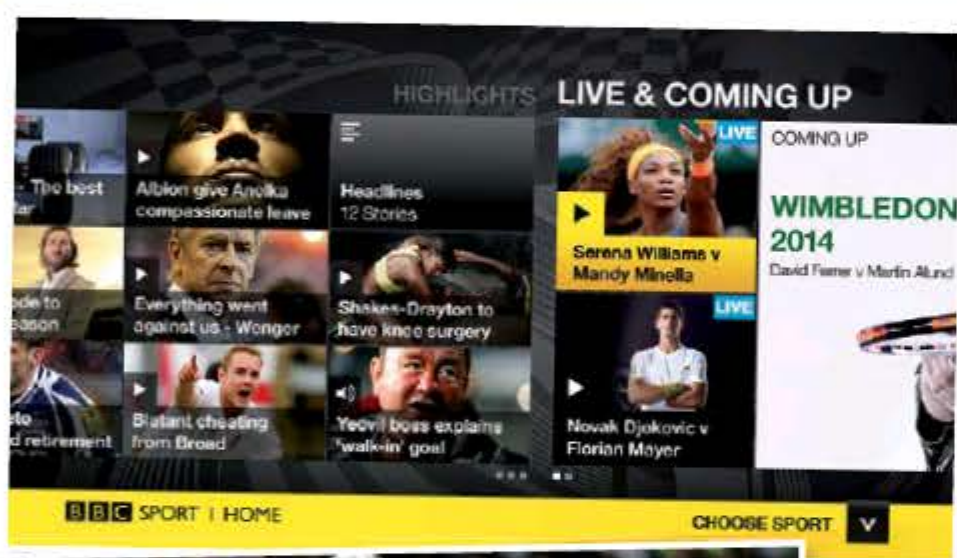 HIGHLIGHTS
LIVE & COMING UP
The best
Albion give Anelka
compassionate leave
Headlines
12 Stories
Everything went
against us - Wenger
Shakes-Drayton to
have knee surgery
Blatant cheating
from Broad
Yeovil boss explains
'walk-in' goal
to
retirement
LIVE
Serena Williams v
Mandy Minella
LIVE
Novak Djokovic v
Florian Mayer
COMING UP
WIMBLEDON
2014
David Ferrer v Martin Alund
BBC SPORT | HOME
CHOOSE SPORT V